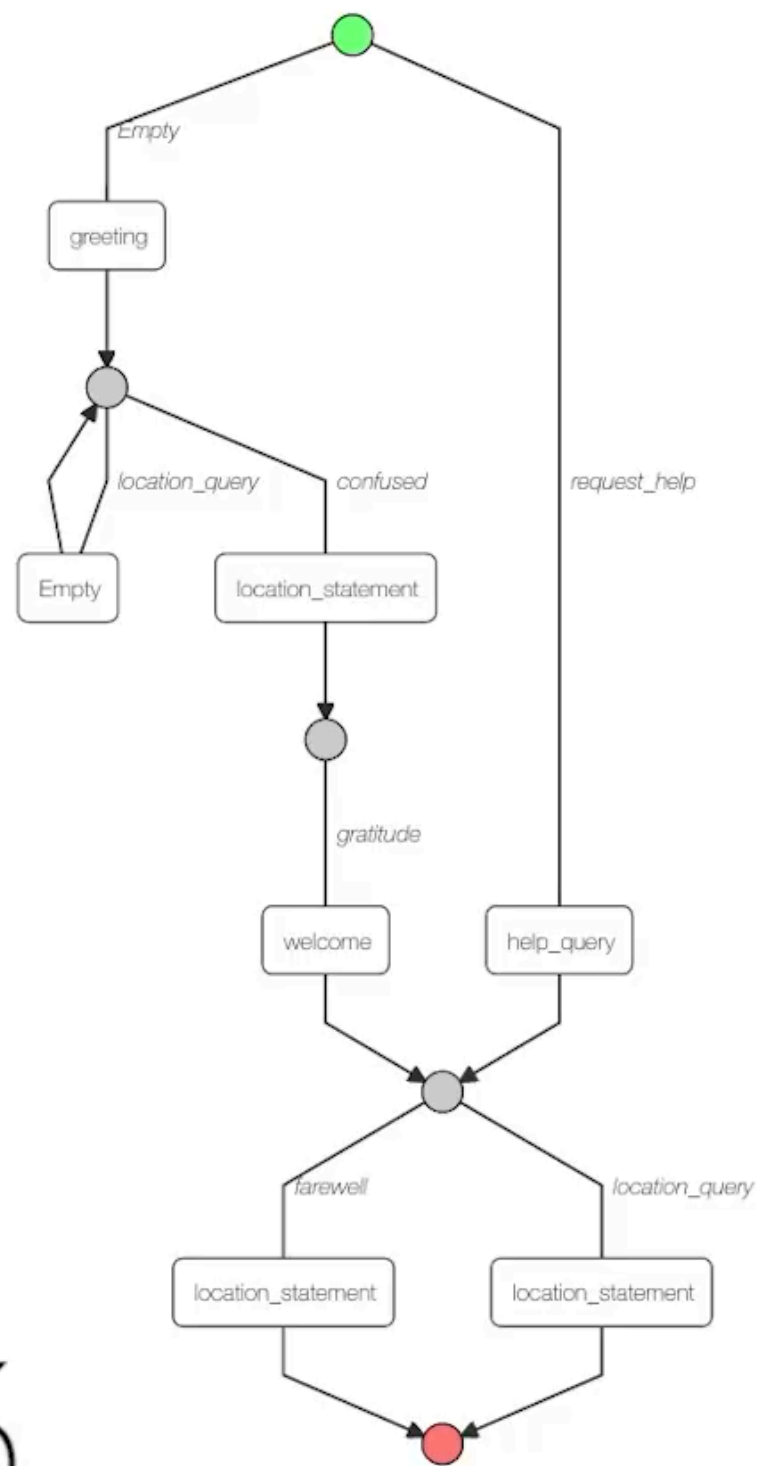 Empty
greeting
location_query
confused
request_help
Empty
location_statement
gratitude
welcome
help_query
farewell
location_query
location_statement
location_statement